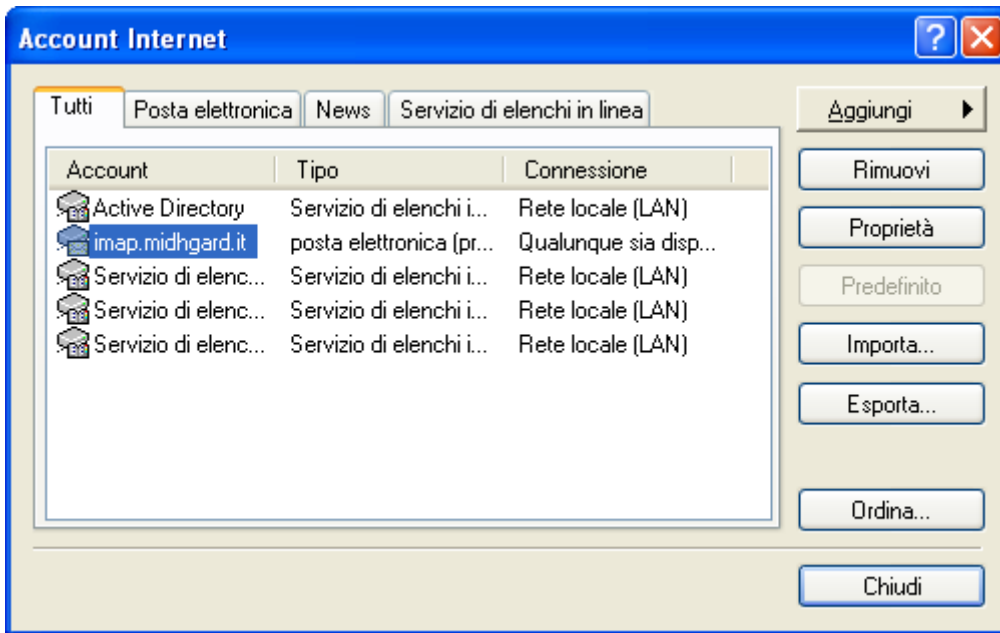 Account Internet
Tutti Posta elettronica News Servizio di elenchi in linea
Aggiungi
Rimuovi
Proprietà
Predefinito
Importa...
Esporta...
Ordina...
Chiudi
Account Tipo Connessione
Active Directory Servizio di elenchi i... Rete locale (LAN)
imap.midhgard.it posta elettronica (pr... Qualunque sia disp...
Servizio di elenc... Servizio di elenchi i... Rete locale (LAN)
Servizio di elenc... Servizio di elenchi i... Rete locale (LAN)
Servizio di elenc... Servizio di elenchi i... Rete locale (LAN)